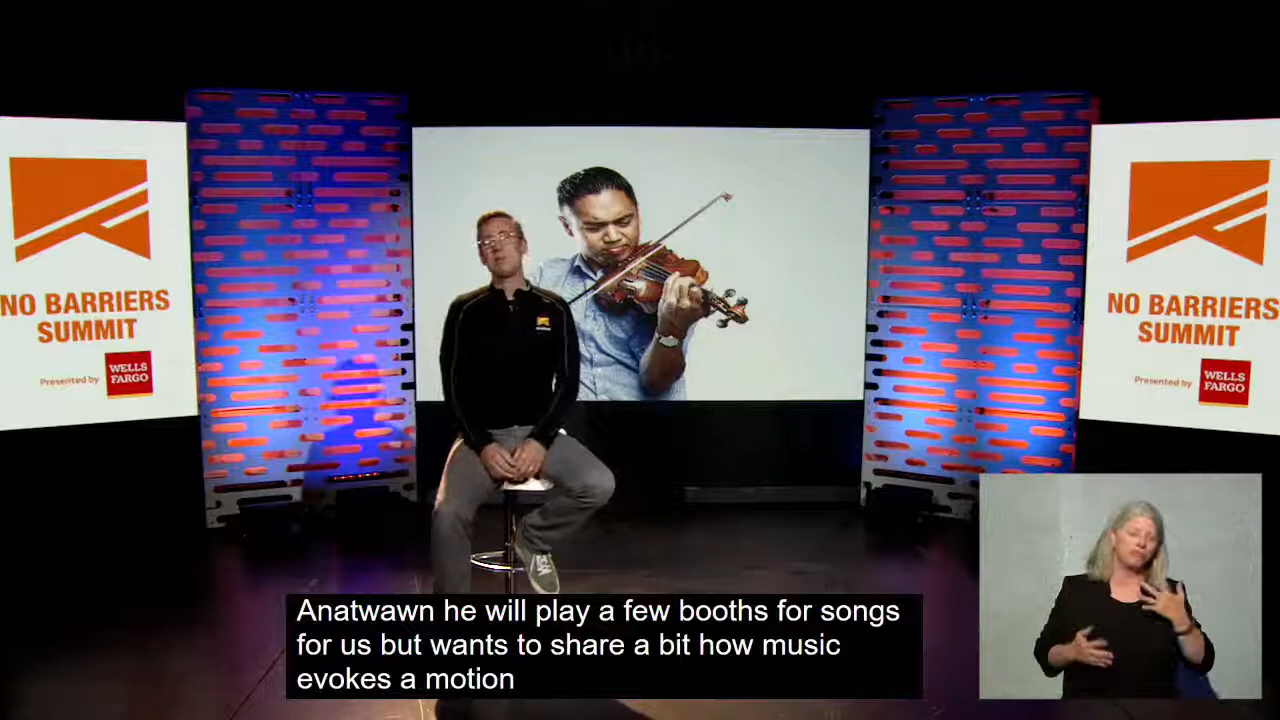 NO BARRIERS
SUMMIT
Presented by
WELLS
FARGO
NO BARRIERS
SUMMIT
Presented by
WELLS
FARGO
Anatwawn he will play a few booths for songs
for us but wants to share a bit how music
evokes a motion